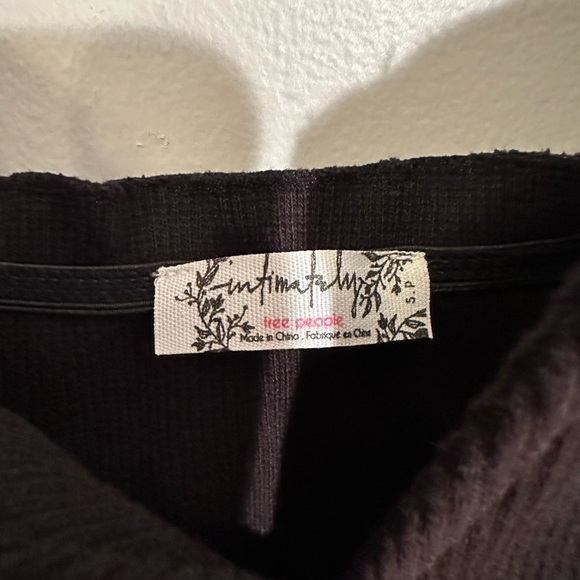 intimately
free people
Made in China . Fabriqué en Chine
S.P